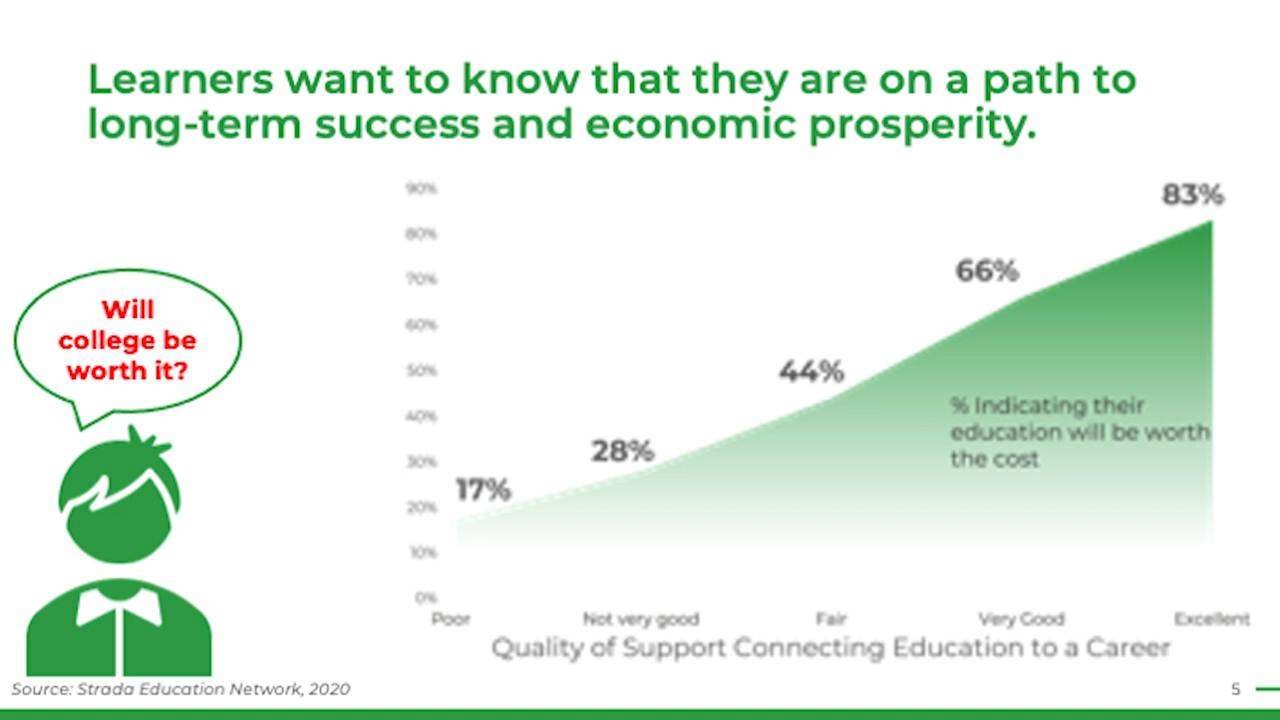 Learners want to know that they are on a path to
long-term success and economic prosperity.
Will
college be
worth it?
90%
80%
70%
60%
50%
40%
30%
20%
10%
0%
17%
28%
44%
66%
83%
% Indicating their
education will be worth
the cost
Poor Not very good Fair Very Good Excellent
Quality of Support Connecting Education to a Career
Source: Strada Education Network, 2020
5